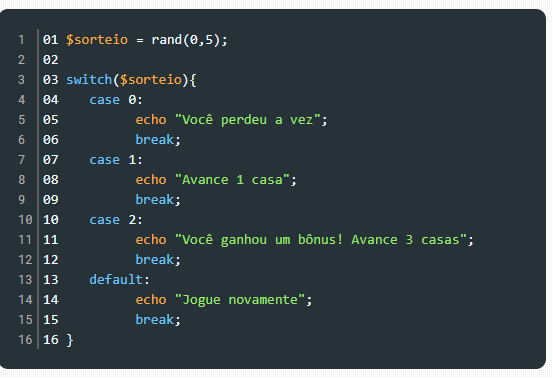 1 01 $sorteio = rand(0,5);
2 02
3 03 switch($sorteio){
4 04    case 0:
5 05          echo "Você perdeu a vez";
6 06          break;
7 07    case 1:
8 08          echo "Avance 1 casa";
9 09          break;
10 10    case 2:
11 11          echo "Você ganhou um bônus! Avance 3 casas";
12 12          break;
13 13    default:
14 14          echo "Jogue novamente";
15 15          break;
16 16 }